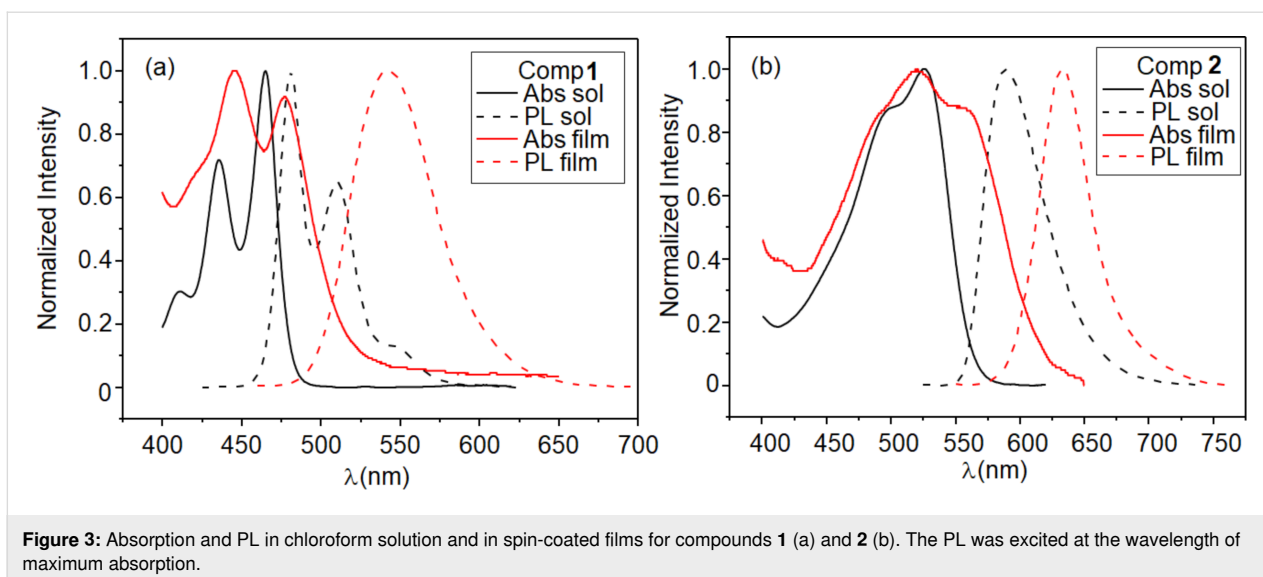 (a)
Comp1
Abs sol
PL sol
Abs film
PL film
Normalized Intensity
1.0
0.8
0.6
0.4
0.2
0
400 450 500 550 600 650 700
λ(nm)
(b)
Comp 2
Abs sol
PL sol
Abs film
PL film
Normalized Intensity
1.0
0.8
0.6
0.4
0.2
0
400 450 500 550 600 650 700 750
λ(nm)
Figure 3: Absorption and PL in chloroform solution and in spin-coated films for compounds 1 (a) and 2 (b). The PL was excited at the wavelength of
maximum absorption.